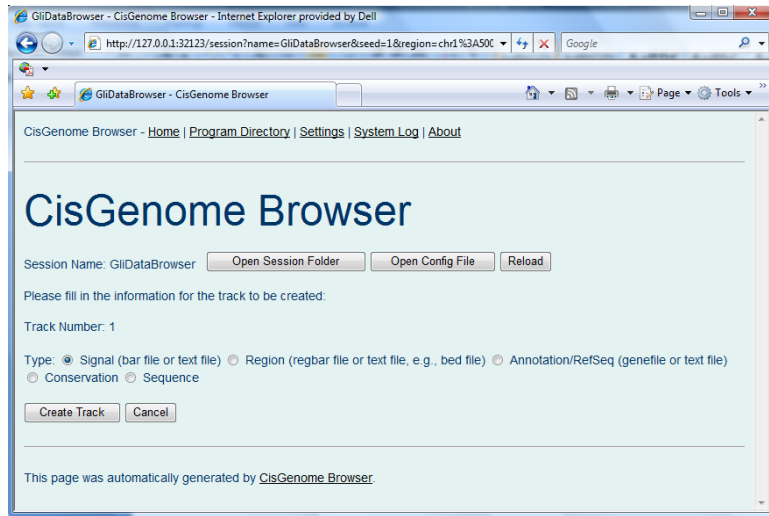 GliDataBrowser - CisGenome Browser - Internet Explorer provided by Dell
http://127.0.0.1:32123/session?name=GliDataBrowser&seed=1&region=chr1%3A500
Google
GliDataBrowser - CisGenome Browser
Page
Tools
CisGenome Browser - Home | Program Directory | Settings | System Log | About
CisGenome Browser
Session Name: GliDataBrowser Open Session Folder Open Config File Reload
Please fill in the information for the track to be created:
Track Number: 1
Type: Signal (bar file or text file) Region (regbar file or text file, e.g., bed file) Annotation/RefSeq (genefile or text file)
Conservation Sequence
Create Track Cancel
This page was automatically generated by CisGenome Browser.